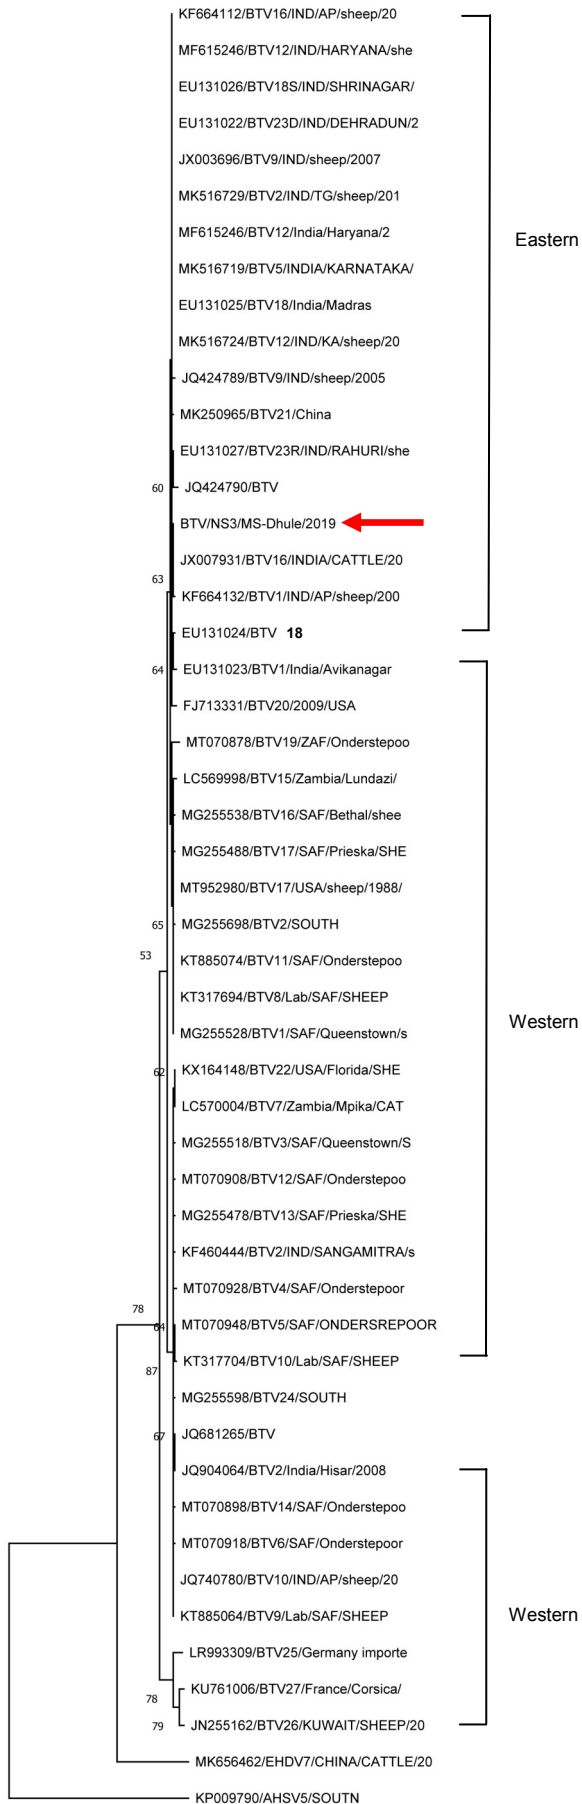 KF664112/BTV16/IND/AP/sheep/20
MF615246/BTV12/IND/HARYANA/she
EU131026/BTV18S/IND/SHRINAGAR/
EU131022/BTV23D/IND/DEHRADUN/2
JX003696/BTV9/IND/sheep/2007
MK516729/BTV2/IND/TG/sheep/201
MF615246/BTV12/India/Haryana/2
Eastern
MK516719/BTV5/INDIA/KARNATAKA/
EU131025/BTV18/India/Madras
MK516724/BTV12/IND/KA/sheep/20
JQ424789/BTV9/IND/sheep/2005
MK250965/BTV21/China
EU131027/BTV23R/IND/RAHURI/she
60
JQ424790/BTV
BTV/NS3/MS-Dhule/2019
JX007931/BTV16/INDIA/CATTLE/20
63
KF664132/BTV1/IND/AP/sheep/200
EU131024/BTV 18
64
EU131023/BTV1/India/Avikanagar
FJ713331/BTV20/2009/USA
MT070878/BTV19/ZAF/Onderstepoo
LC569998/BTV15/Zambia/Lundazi/
MG255538/BTV16/SAF/Bethal/shee
MG255488/BTV17/SAF/Prieska/SHE
MT952980/BTV17/USA/sheep/1988/
65
MG255698/BTV2/SOUTH
53
KT885074/BTV11/SAF/Onderstepoo
KT317694/BTV8/Lab/SAF/SHEEP
Western
MG255528/BTV1/SAF/Queenstown/s
62
KX164148/BTV22/USA/Florida/SHE
LC570004/BTV7/Zambia/Mpika/CAT
MG255518/BTV3/SAF/Queenstown/S
MT070908/BTV12/SAF/Onderstepoo
MG255478/BTV13/SAF/Prieska/SHE
KF460444/BTV2/IND/SANGAMITRA/s
MT070928/BTV4/SAF/Onderstepoor
78
64
MT070948/BTV5/SAF/ONDERSREPOOR
87
KT317704/BTV10/Lab/SAF/SHEEP
MG255598/BTV24/SOUTH
67
JQ681265/BTV
JQ904064/BTV2/India/Hisar/2008
MT070898/BTV14/SAF/Onderstepoo
MT070918/BTV6/SAF/Onderstepoor
JQ740780/BTV10/IND/AP/sheep/20
KT885064/BTV9/Lab/SAF/SHEEP
Western
LR993309/BTV25/Germany importe
78
KU761006/BTV27/France/Corsica/
79
JN255162/BTV26/KUWAIT/SHEEP/20
MK656462/EHDV7/CHINA/CATTLE/20
KP009790/AHSV5/SOUTN